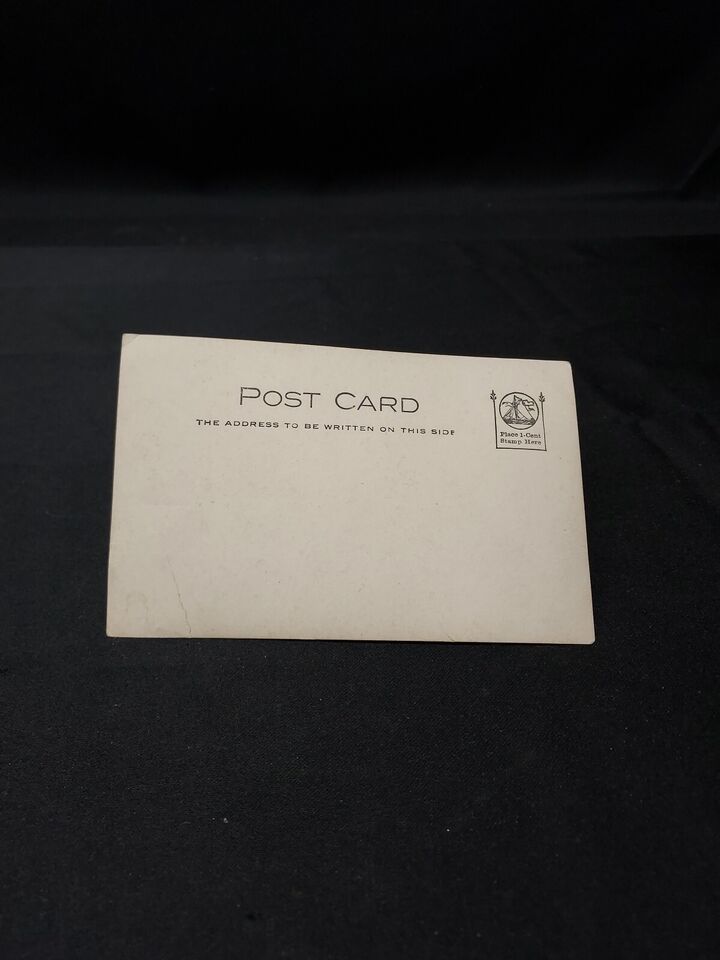 POST CARD
THE ADDRESS TO BE WRITTEN ON THIS SIDE
Place 1-Cent
Stamp Here